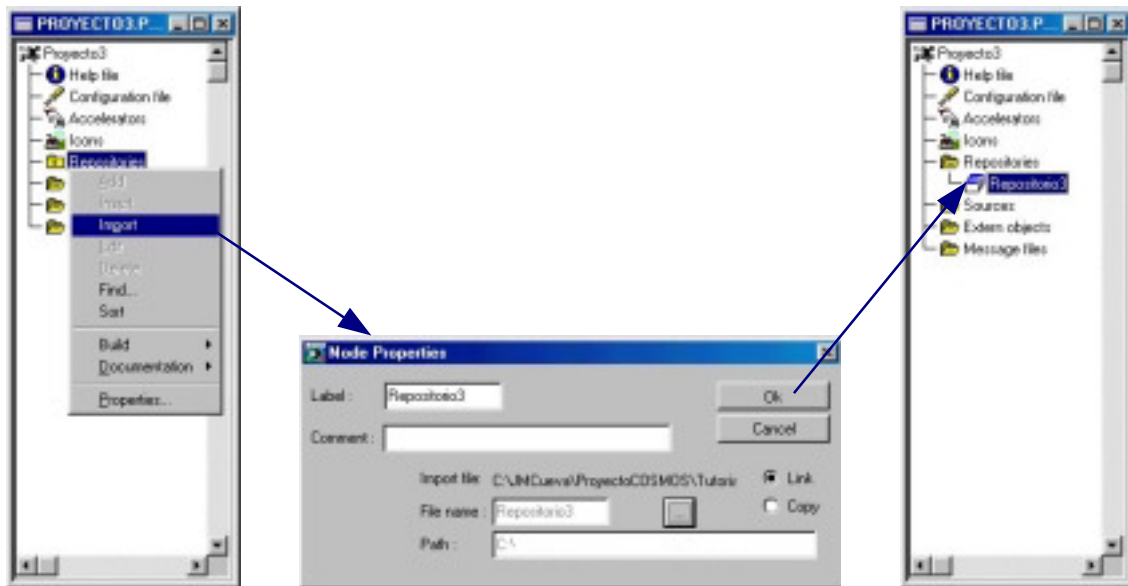 PROYECTO3.P...
Proyecto3
Help file
Configuration file
Accelerators
Icons
Repositories
Add
Insert
Import
Edit
Delete
Find...
Sort
Build
Documentation
Properties...
Node Properties
Label :
Repositorio3
Ok
Comment :
Cancel
Import file: C:\JMCueva\ProyectoCOSMOS\Tutoria
Link
File name : Repositorio3
...
Copy
Path : C:\
PROYECTO3.P...
Proyecto3
Help file
Configuration file
Accelerators
Icons
Repositories
Repositorio3
Sources
Extern objects
Message files